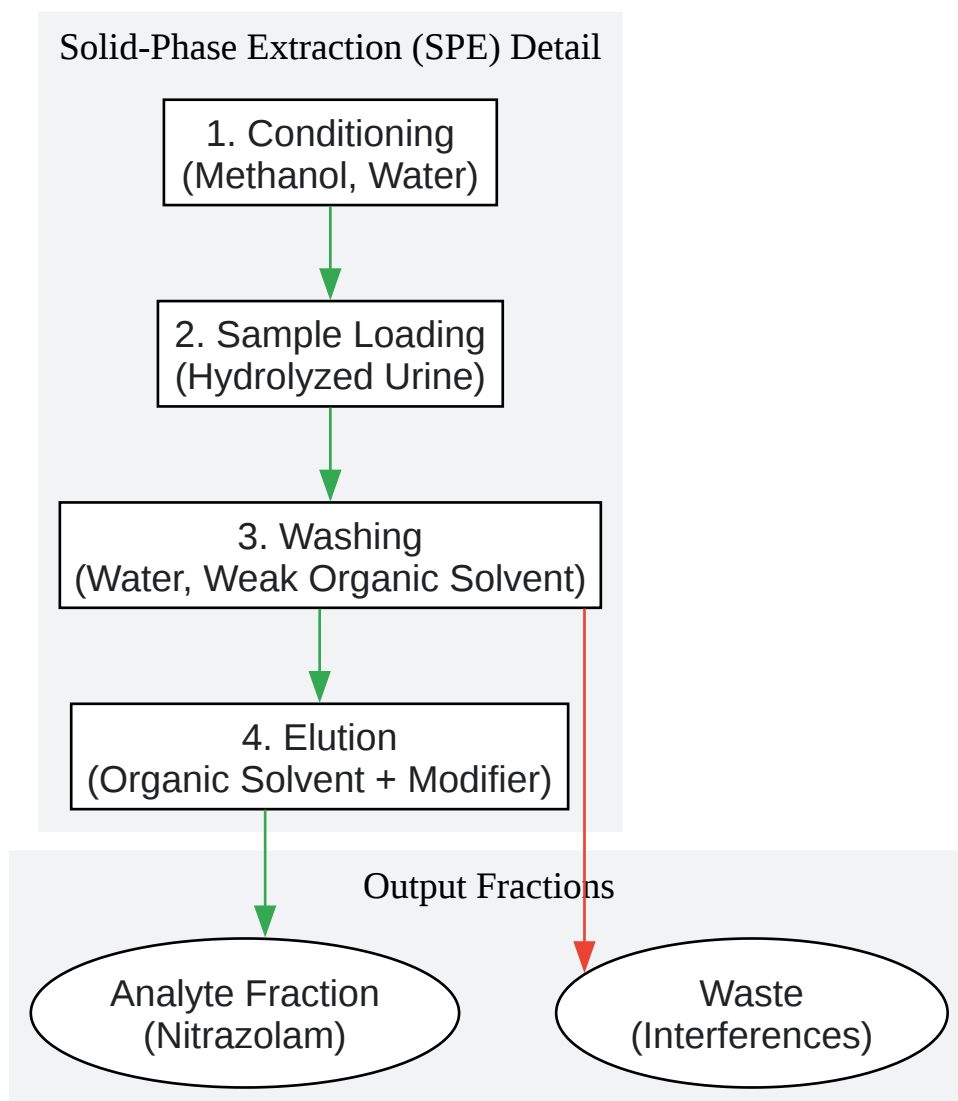 Solid-Phase Extraction (SPE) Detail
1. Conditioning
(Methanol, Water)
2. Sample Loading
(Hydrolyzed Urine)
3. Washing
(Water, Weak Organic Solvent)
4. Elution
(Organic Solvent + Modifier)
Output Fractions
Analyte Fraction
(Nitrazolam)
Waste
(Interferences)